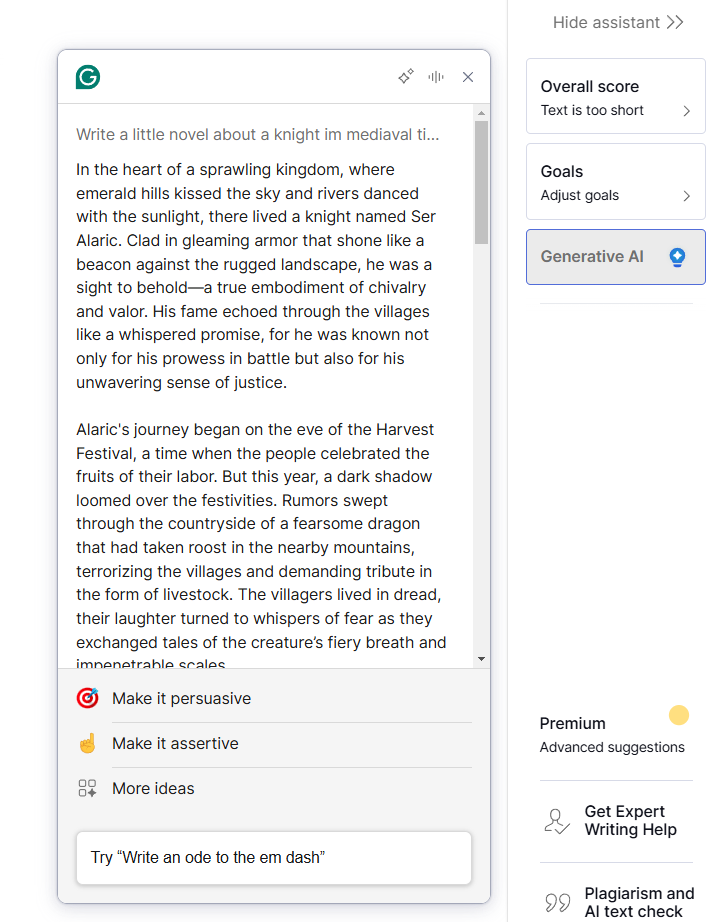 Hide assistant
Write a little novel about a knight im mediaval ti...
In the heart of a sprawling kingdom, where
emerald hills kissed the sky and rivers danced
with the sunlight, there lived a knight named Ser
Alaric. Clad in gleaming armor that shone like a
beacon against the rugged landscape, he was a
sight to behold—a true embodiment of chivalry
and valor. His fame echoed through the villages
like a whispered promise, for he was known not
only for his prowess in battle but also for his
unwavering sense of justice.
Alaric's journey began on the eve of the Harvest
Festival, a time when the people celebrated the
fruits of their labor. But this year, a dark shadow
loomed over the festivities. Rumors swept
through the countryside of a fearsome dragon
that had taken roost in the nearby mountains,
terrorizing the villages and demanding tribute in
the form of livestock. The villagers lived in dread,
their laughter turned to whispers of fear as they
exchanged tales of the creature’s fiery breath and
impenetrable scales.
Make it persuasive
Make it assertive
More ideas
Try “Write an ode to the em dash”
Overall score
Text is too short
Goals
Adjust goals
Generative AI
Premium
Advanced suggestions
Get Expert
Writing Help
Plagiarism and
AI text check